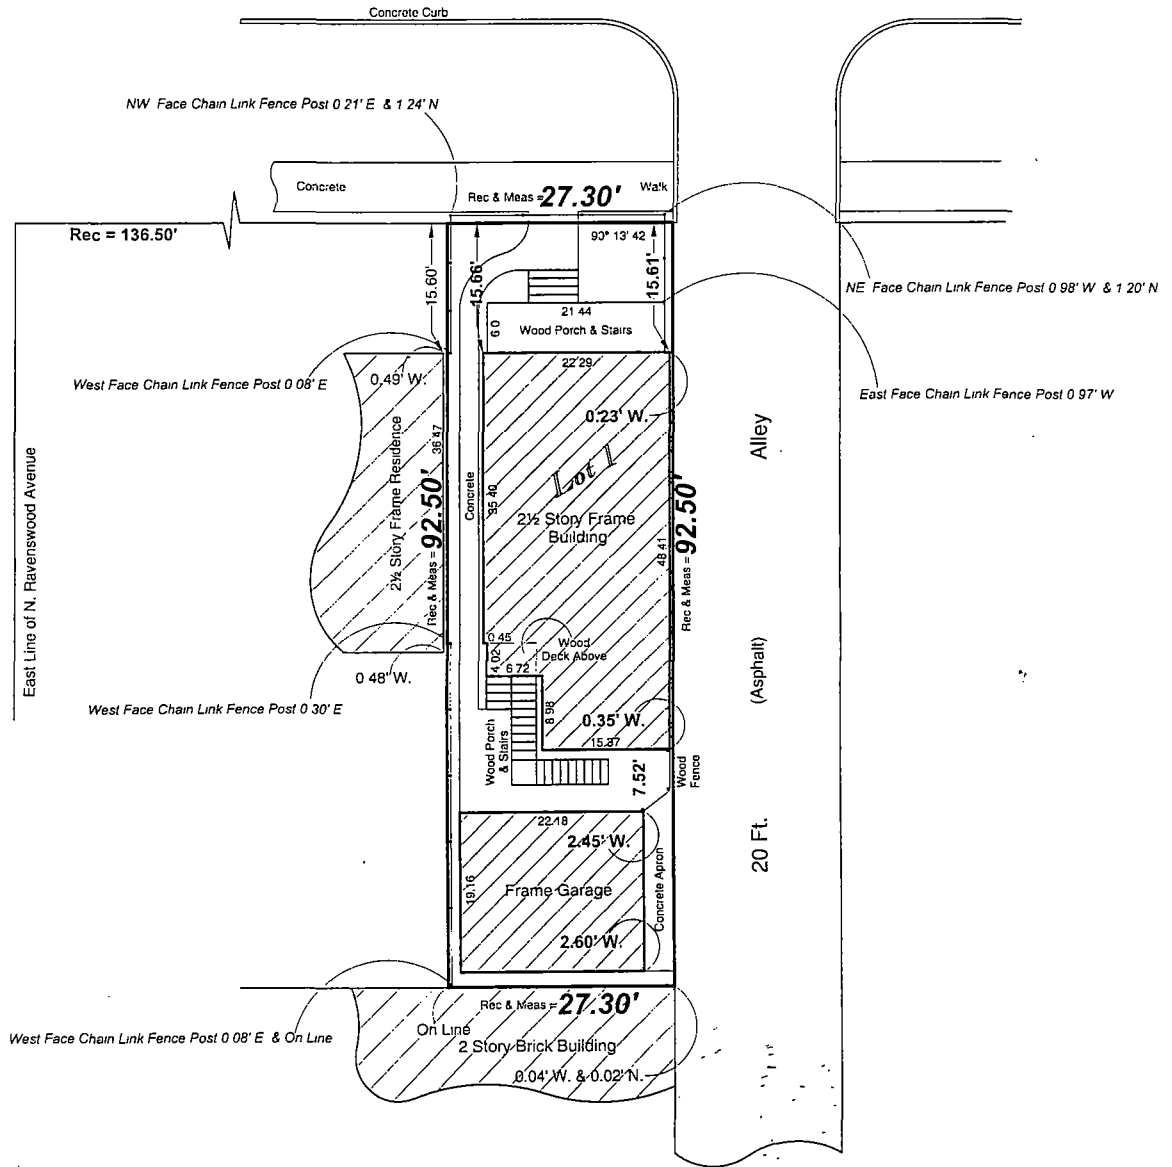 Concrete Curb
NW Face Chain Link Fence Post 0 21' E & 1 24' N
Concrete
Rec & Meas = 27.30'
Walk
Rec = 136.50'
90° 13' 42
15.60'
15.66'
15.61'
NE Face Chain Link Fence Post 0 98' W & 1 20' N
21 44
6 0
Wood Porch & Stairs
22 29
West Face Chain Link Fence Post 0 08' E
0.49' W.
East Face Chain Link Fence Post 0 97' W
0.23' W.
Alley
36 47
2½ Story Frame Residence
Rec & Meas = 92.50'
Concrete
35 40
Lot 1
2½ Story Frame
Building
48 41
Rec & Meas = 92.50'
East Line of N. Ravenswood Avenue
0 45
Wood
Deck Above
4 02
6 72
0 48' W.
(Asphalt)
West Face Chain Link Fence Post 0 30' E
8 98
0.35' W.
15.37
Wood Porch
& Stairs
7.52'
Wood
Fence
22 18
2.45' W.
20 Ft.
19.16
Frame Garage
Concrete Apron
2.60' W.
Rec & Meas = 27.30'
On Line
West Face Chain Link Fence Post 0 08' E & On Line
2 Story Brick Building
0.04' W. & 0.02' N.